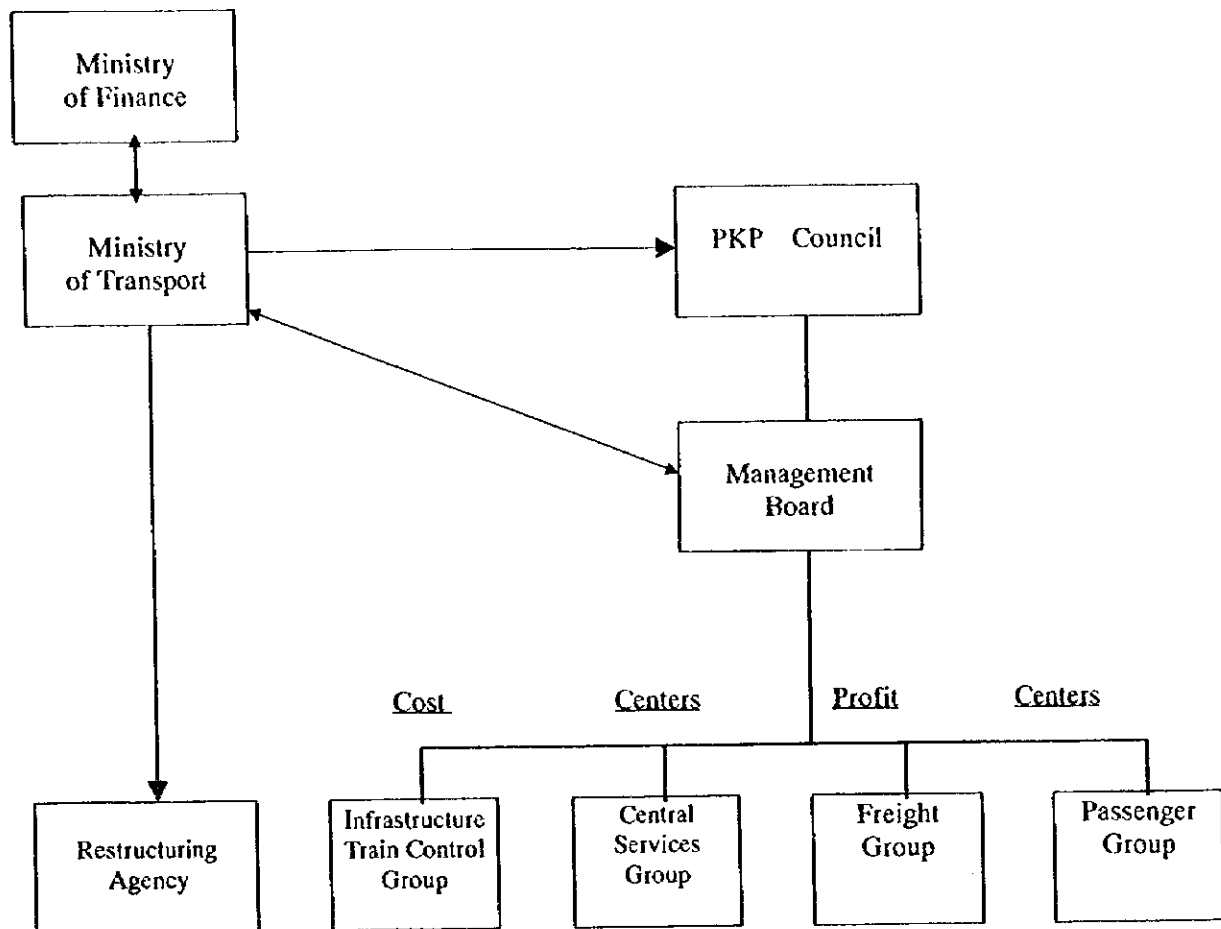 Ministry
of Finance
Ministry
of Transport
PKP Council
Management
Board
Cost Centers Profit Centers
Infrastructure
Train Control
Group
Central
Services
Group
Freight
Group
Passenger
Group
Restructuring
Agency